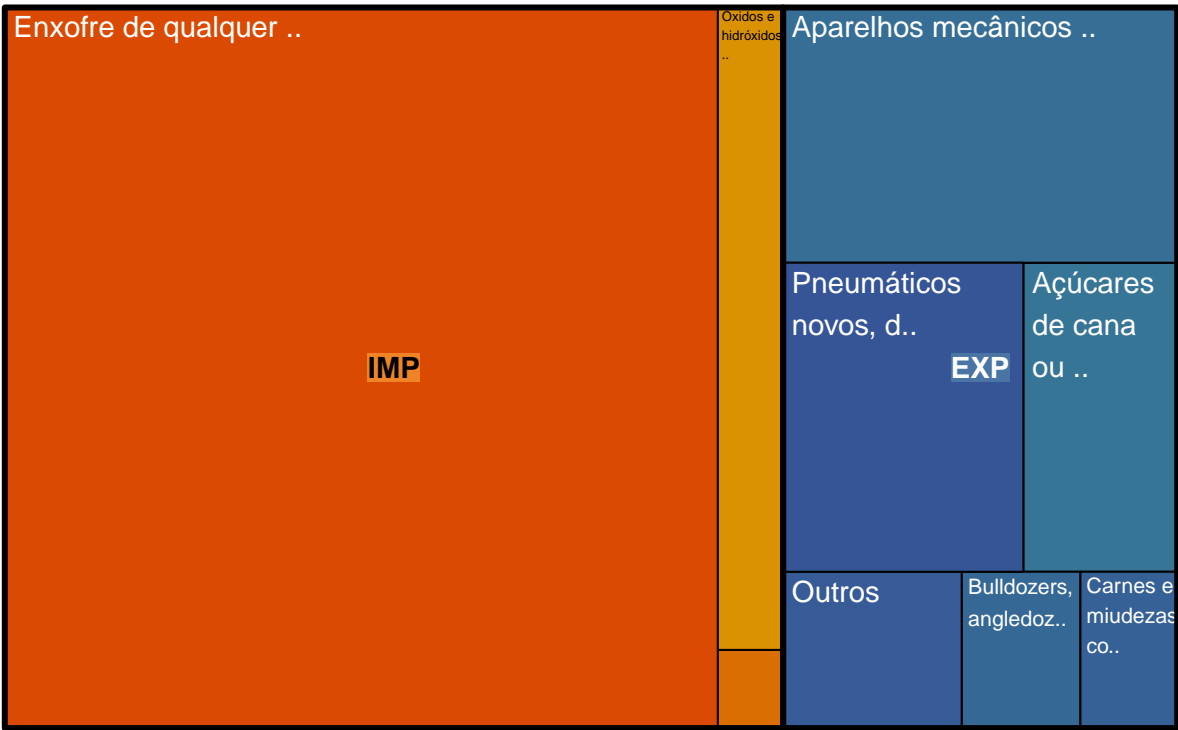 Enxofre de qualquer ..
Óxidos e
hidróxidos
..
IMP
Aparelhos mecânicos ..
Pneumáticos
novos, d..
EXP
Açúcares
de cana
ou ..
Outros
Bulldozers,
angledoz..
Carnes e
miudezas
co..